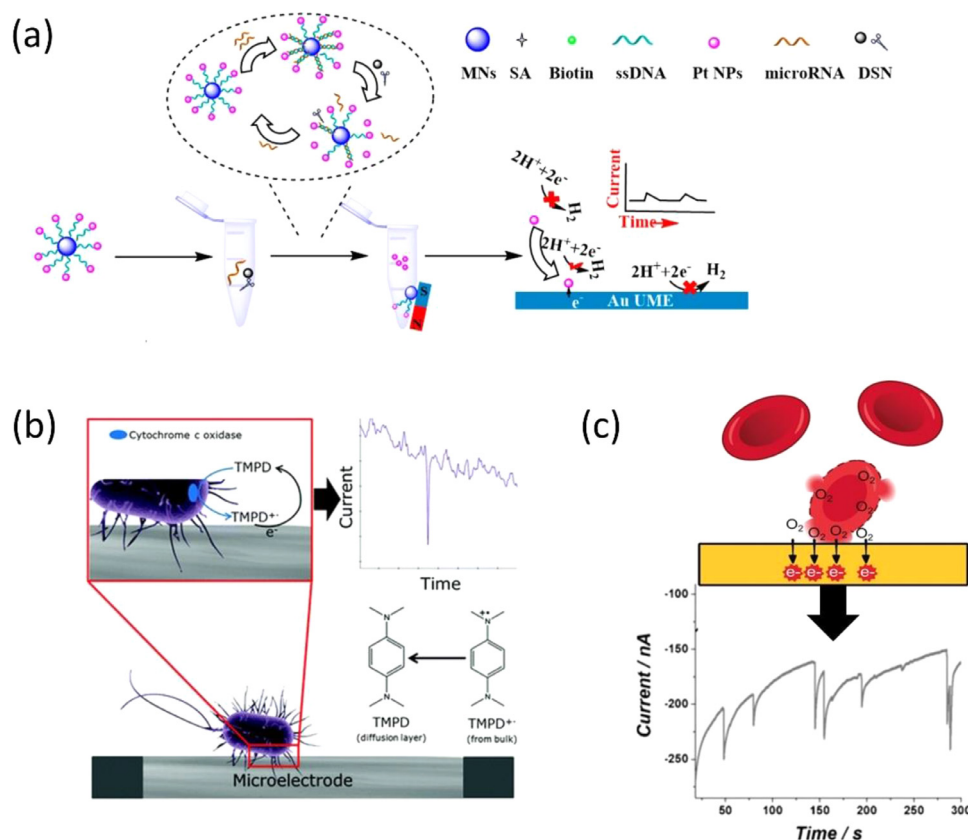 (a)
MNs SA Biotin ssDNA Pt NPs microRNA DSN
2H⁺+2e⁻
H₂
Current
Time
2H⁺+2e⁻
H₂
2H⁺+2e⁻ H₂
S
N
e⁻ Au UME
(b)
Cytochrome c oxidase
TMPD
TMPD⁺·
e⁻
Current
Time
TMPD
(diffusion layer)
TMPD⁺·
(from bulk)
N
N
+•
N
N
Microelectrode
(c)
O₂
O₂
O₂
O₂ O₂
O₂ O₂
e- e- e- e-
Current / nA
-100
-150
-200
-250
50 100 150 200 250 300
Time / s